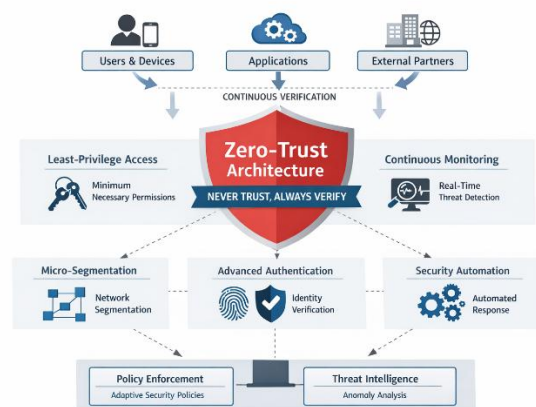 Users & Devices
Applications
External Partners
CONTINUOUS VERIFICATION
Zero-Trust
Architecture
NEVER TRUST, ALWAYS VERIFY
Least-Privilege Access
Minimum
Necessary Permissions
Continuous Monitoring
Real-Time
Threat Detection
Micro-Segmentation
Network
Segmentation
Advanced Authentication
Identity
Verification
Security Automation
Automated
Response
Policy Enforcement
Adaptive Security Policies
Threat Intelligence
Anomaly Analysis